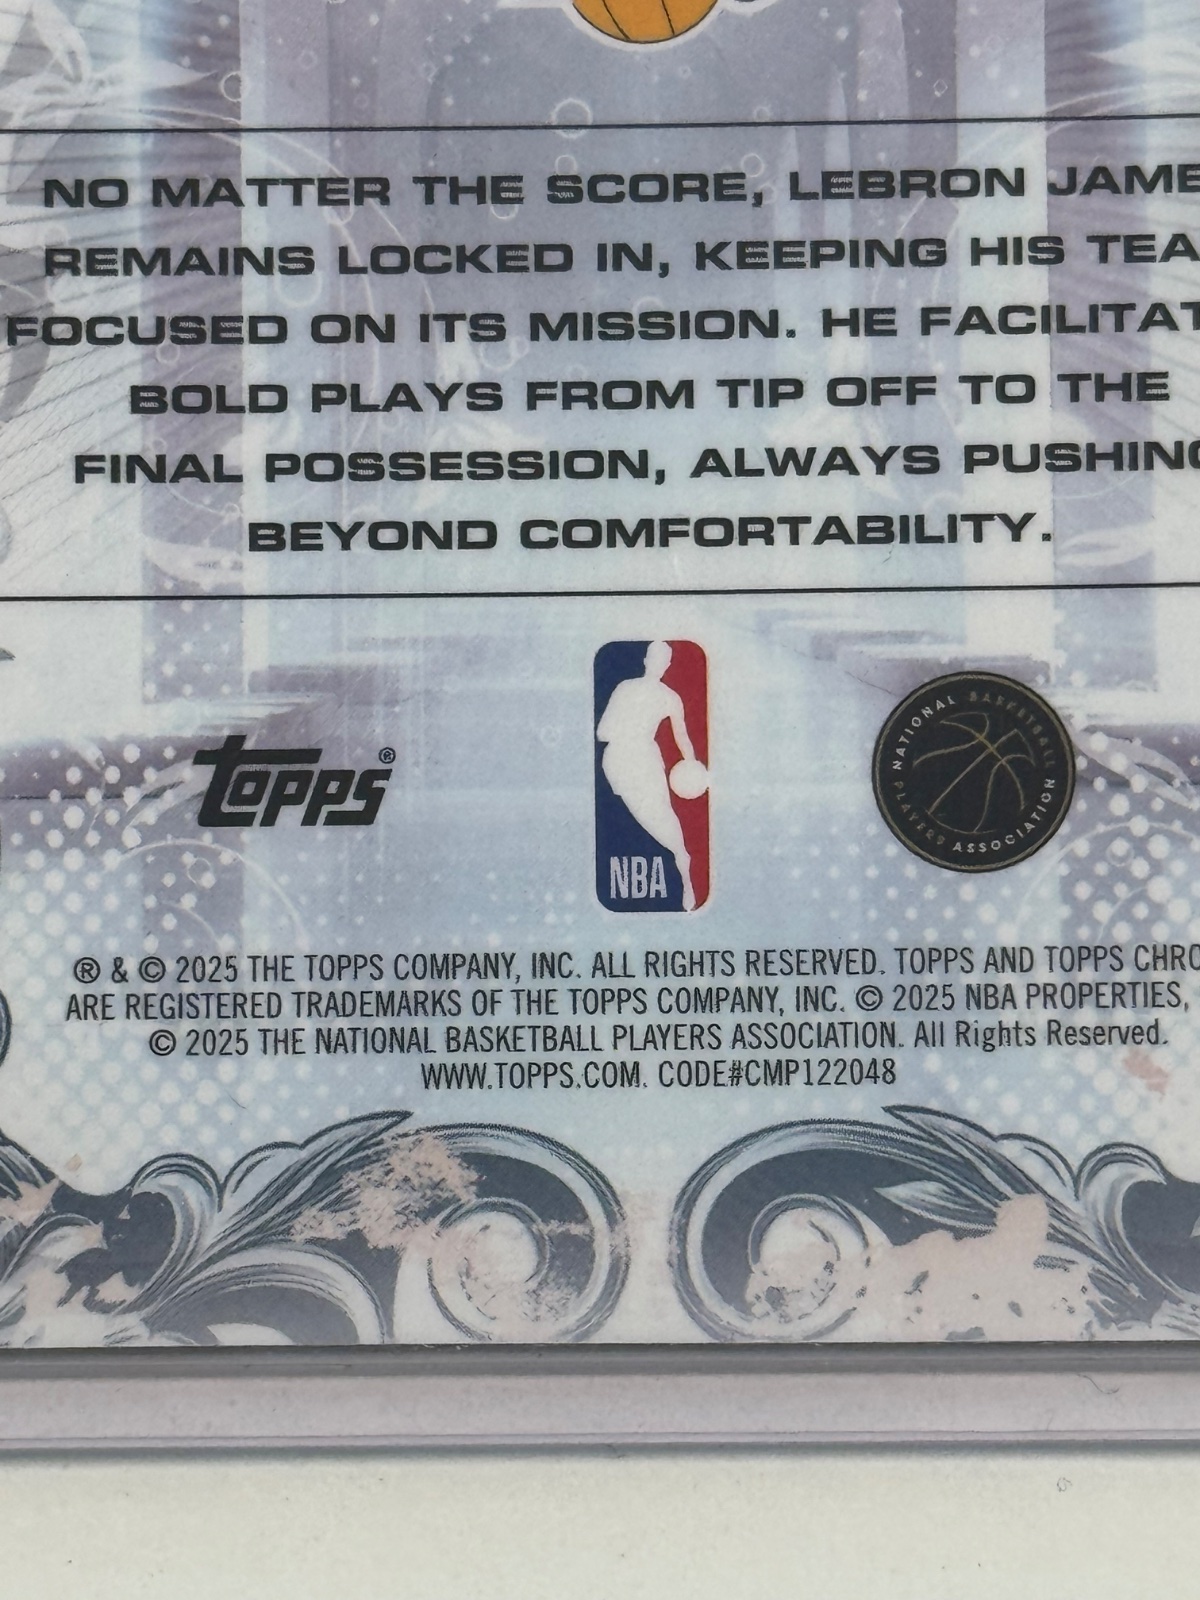 NO MATTER THE SCORE, LEBRON JAME
REMAINS LOCKED IN, KEEPING HIS TEA
FOCUSED ON ITS MISSION. HE FACILITAT
BOLD PLAYS FROM TIP OFF TO THE
FINAL POSSESSION, ALWAYS PUSHING
BEYOND COMFORTABILITY.
topps®
NBA
NATIONAL BASKETBALL PLAYERS ASSOCIATION
® & © 2025 THE TOPPS COMPANY, INC. ALL RIGHTS RESERVED. TOPPS AND TOPPS CHRO
ARE REGISTERED TRADEMARKS OF THE TOPPS COMPANY, INC. © 2025 NBA PROPERTIES,
© 2025 THE NATIONAL BASKETBALL PLAYERS ASSOCIATION. All Rights Reserved.
WWW.TOPPS.COM. CODE#CMP122048